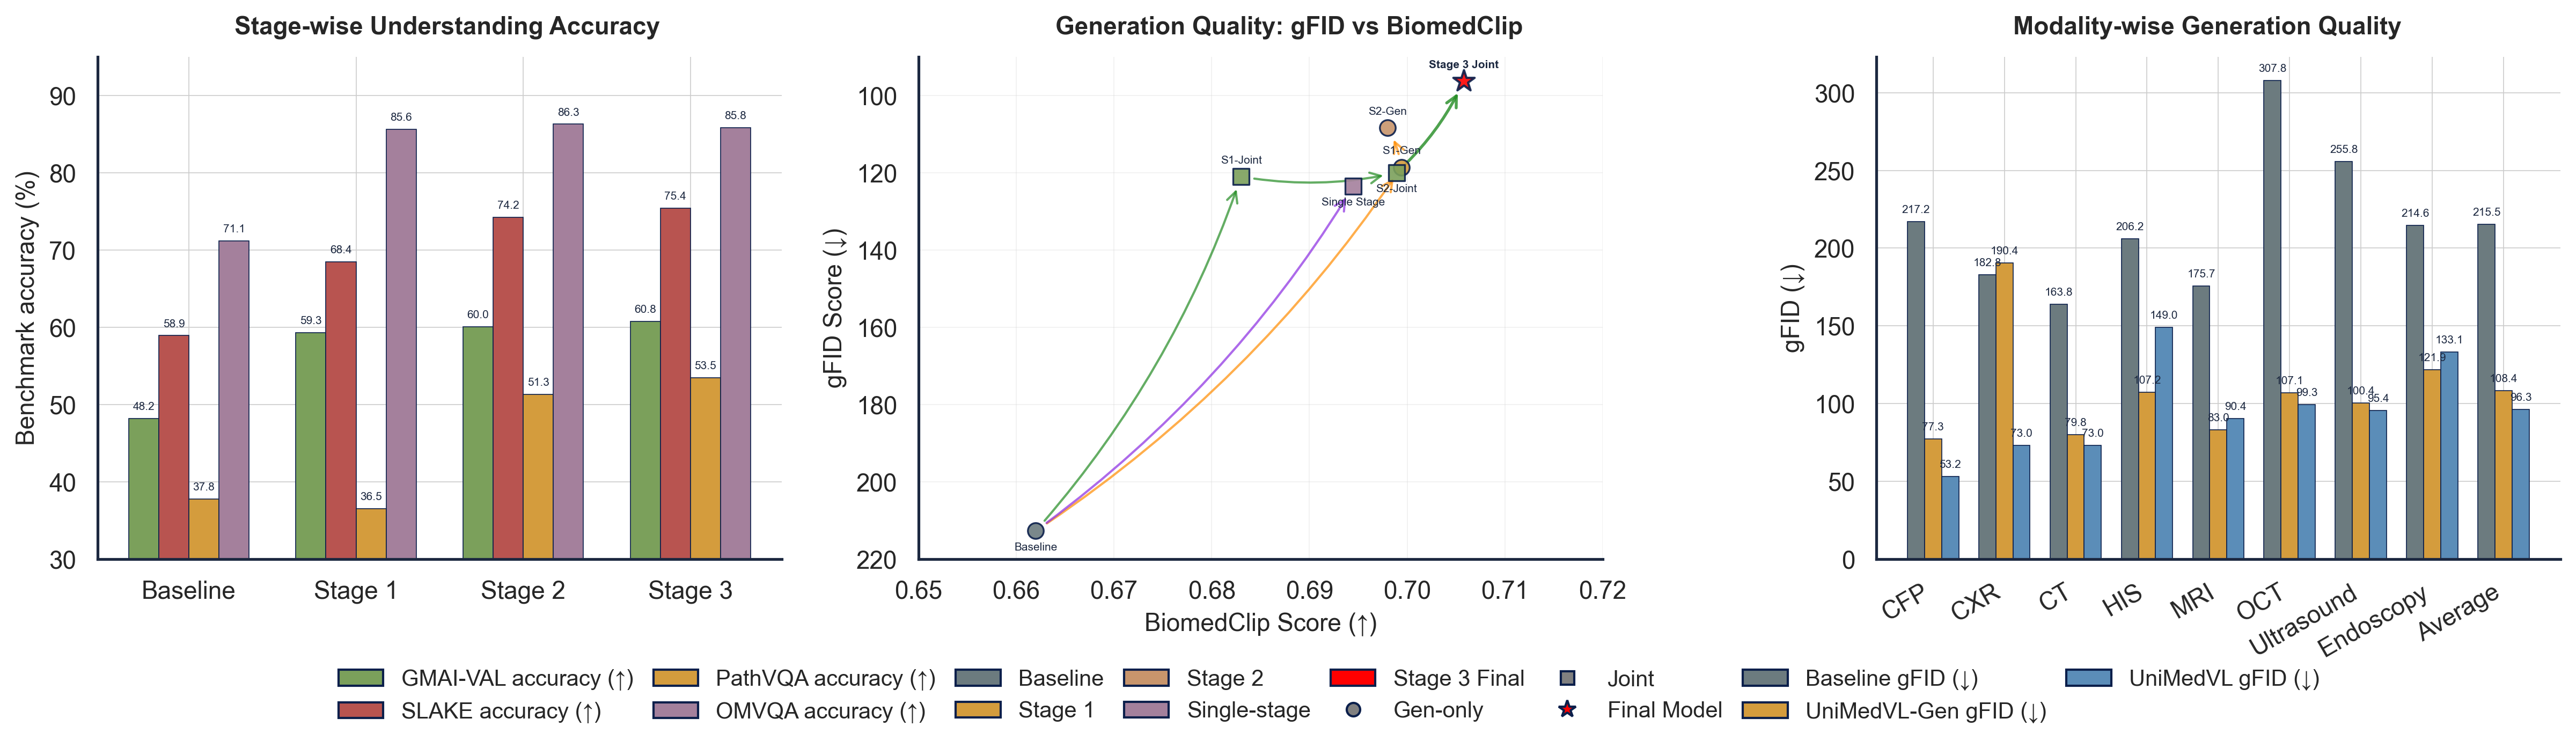 Stage-wise Understanding Accuracy
Benchmark accuracy (%)
90
80
70
60
50
40
30
48.2
58.9
37.8
71.1
59.3
68.4
36.5
85.6
60.0
74.2
51.3
86.3
60.8
75.4
53.5
85.8
Baseline
Stage 1
Stage 2
Stage 3
Generation Quality: gFID vs BiomedClip
gFID Score (↓)
100
120
140
160
180
200
220
Stage 3 Joint
S2-Gen
S1-Gen
S1-Joint
S2-Joint
Single Stage
Baseline
0.65
0.66
0.67
0.68
0.69
0.70
0.71
0.72
BiomedClip Score (↑)
Modality-wise Generation Quality
gFID (↓)
300
250
200
150
100
50
0
217.2
77.3
53.2
182.8
190.4
73.0
163.8
79.8
73.0
206.2
107.2
149.0
175.7
83.0
90.4
307.8
107.1
99.3
255.8
100.4
95.4
214.6
121.9
133.1
215.5
108.4
96.3
CFP
CXR
CT
HIS
MRI
OCT
Ultrasound
Endoscopy
Average
GMAI-VAL accuracy (↑)
SLAKE accuracy (↑)
PathVQA accuracy (↑)
OMVQA accuracy (↑)
Baseline
Stage 1
Stage 2
Single-stage
Stage 3 Final
Gen-only
Joint
Final Model
Baseline gFID (↓)
UniMedVL-Gen gFID (↓)
UniMedVL gFID (↓)